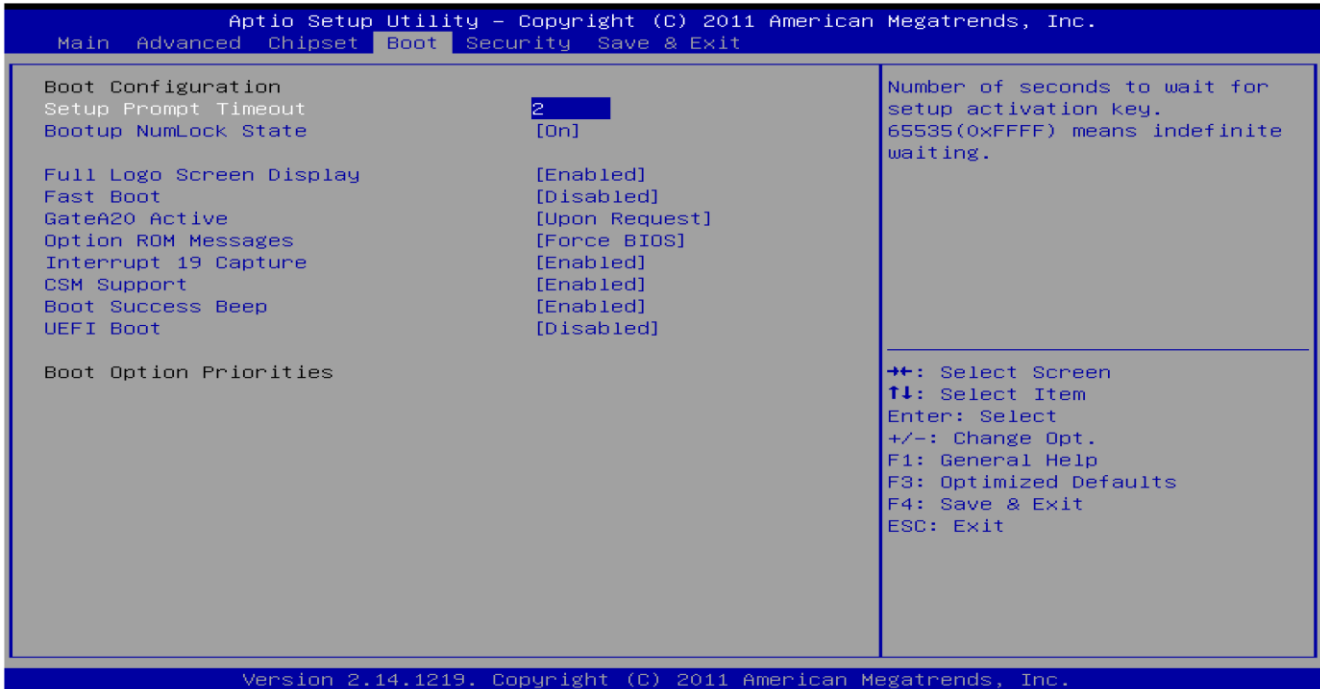 Aptio Setup Utility – Copyright (C) 2011 American Megatrends, Inc.
Main Advanced Chipset Boot Security Save & Exit
Boot Configuration
Setup Prompt Timeout 2
Bootup NumLock State [On]
Full Logo Screen Display [Enabled]
Fast Boot [Disabled]
GateA20 Active [Upon Request]
Option ROM Messages [Force BIOS]
Interrupt 19 Capture [Enabled]
CSM Support [Enabled]
Boot Success Beep [Enabled]
UEFI Boot [Disabled]
Boot Option Priorities
Number of seconds to wait for
setup activation key.
65535(0xFFFF) means indefinite
waiting.
→←: Select Screen
↑↓: Select Item
Enter: Select
+/-: Change Opt.
F1: General Help
F3: Optimized Defaults
F4: Save & Exit
ESC: Exit
Version 2.14.1219. Copyright (C) 2011 American Megatrends, Inc.